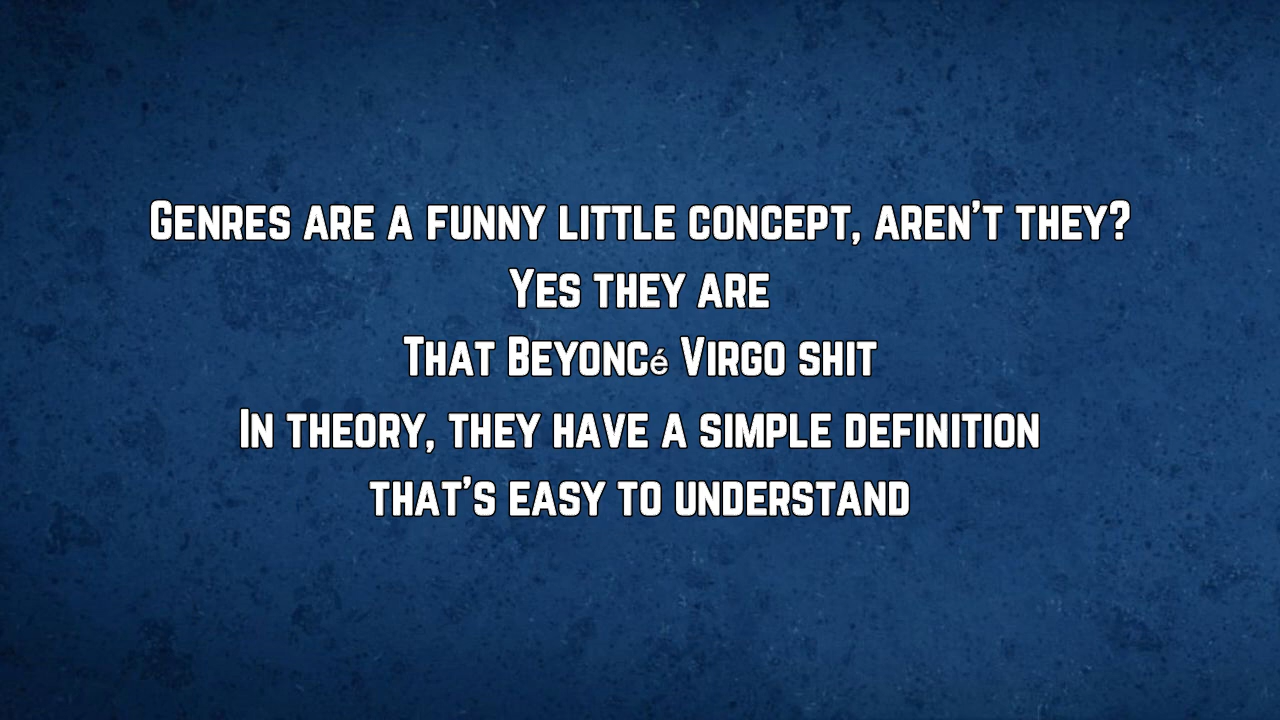 Genres are a funny little concept, aren't they?
Yes they are
That Beyoncé Virgo shit
In theory, they have a simple definition
that's easy to understand